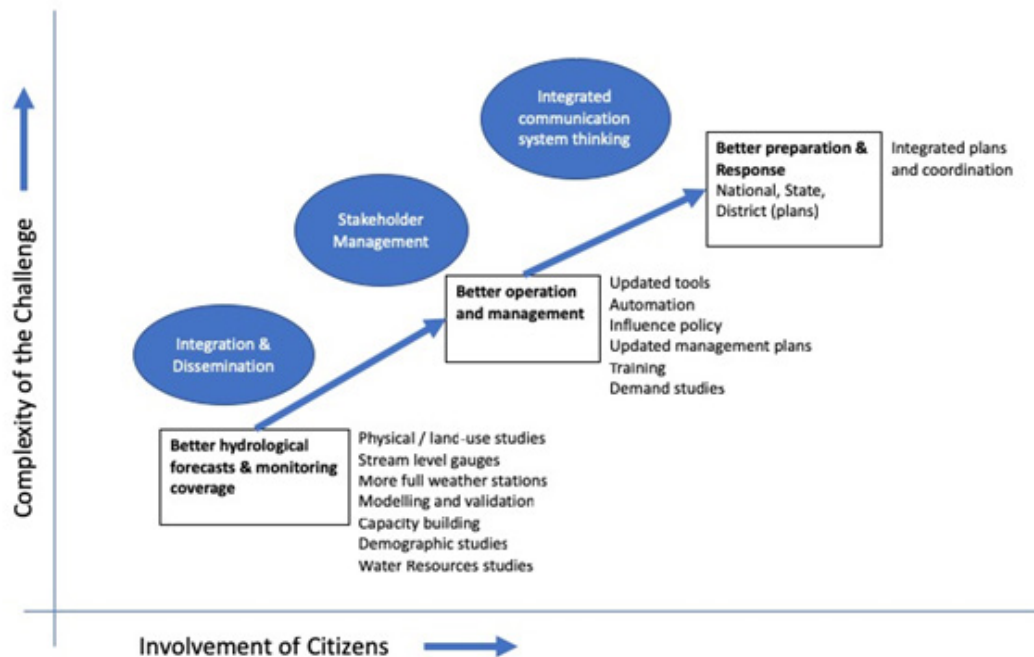 Complexity of the Challenge
Integrated
communication
system thinking
Better preparation &
Response
National, State,
District (plans)
Integrated plans
and coordination
Stakeholder
Management
Better operation
and management
Updated tools
Automation
Influence policy
Updated management plans
Training
Demand studies
Integration &
Dissemination
Better hydrological
forecasts & monitoring
coverage
Physical / land-use studies
Stream level gauges
More full weather stations
Modelling and validation
Capacity building
Demographic studies
Water Resources studies
Involvement of Citizens